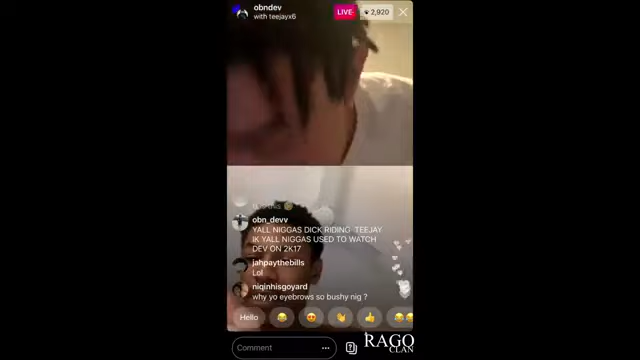 obndev
with teejayx6
LIVE
2,920
obn_devv
YALL NIGGAS DICK RIDING TEEJAY
IK YALL NIGGAS USED TO WATCH
DEV ON 2K17
jahpaythebills
Lol
niqinhisgoyard
why yo eyebrows so bushy nig ?
Hello
Comment
RAGO
CLAN